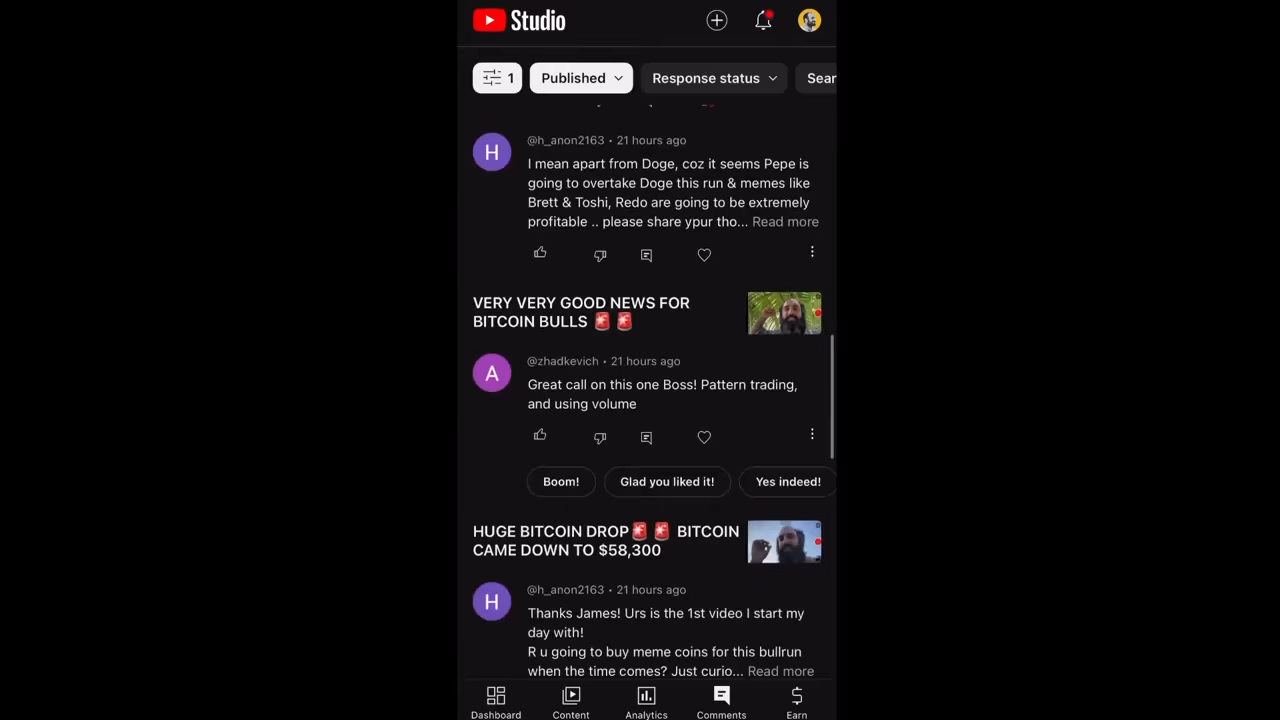 Studio
1
Published
Response status
Sear
@h_anon2163 • 21 hours ago
H
I mean apart from Doge, coz it seems Pepe is
going to overtake Doge this run & memes like
Brett & Toshi, Redo are going to be extremely
profitable .. please share ypur tho... Read more
VERY VERY GOOD NEWS FOR
BITCOIN BULLS 🚨 🚨
@zhadkevich • 21 hours ago
A
Great call on this one Boss! Pattern trading,
and using volume
Boom!
Glad you liked it!
Yes indeed!
HUGE BITCOIN DROP🚨 🚨 BITCOIN
CAME DOWN TO $58,300
@h_anon2163 • 21 hours ago
H
Thanks James! Urs is the 1st video I start my
day with!
R u going to buy meme coins for this bullrun
when the time comes? Just curio... Read more
Dashboard
Content
Analytics
Comments
Earn